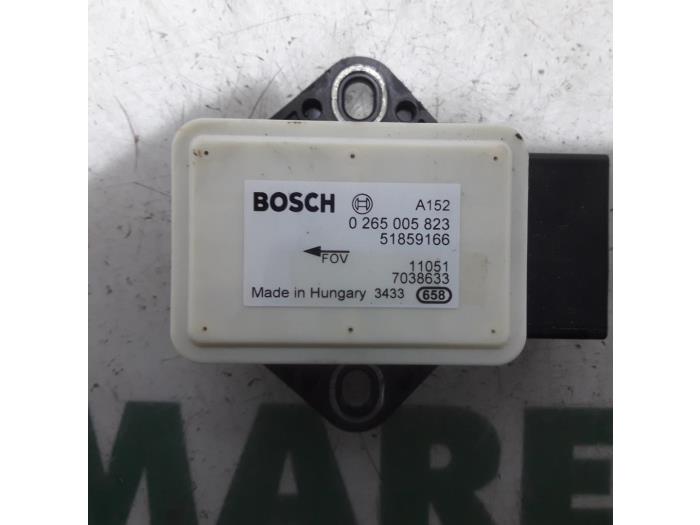 BOSCH A152
0 265 005 823
51859166
FOV
11051
7038633
Made in Hungary 3433 658
MARE